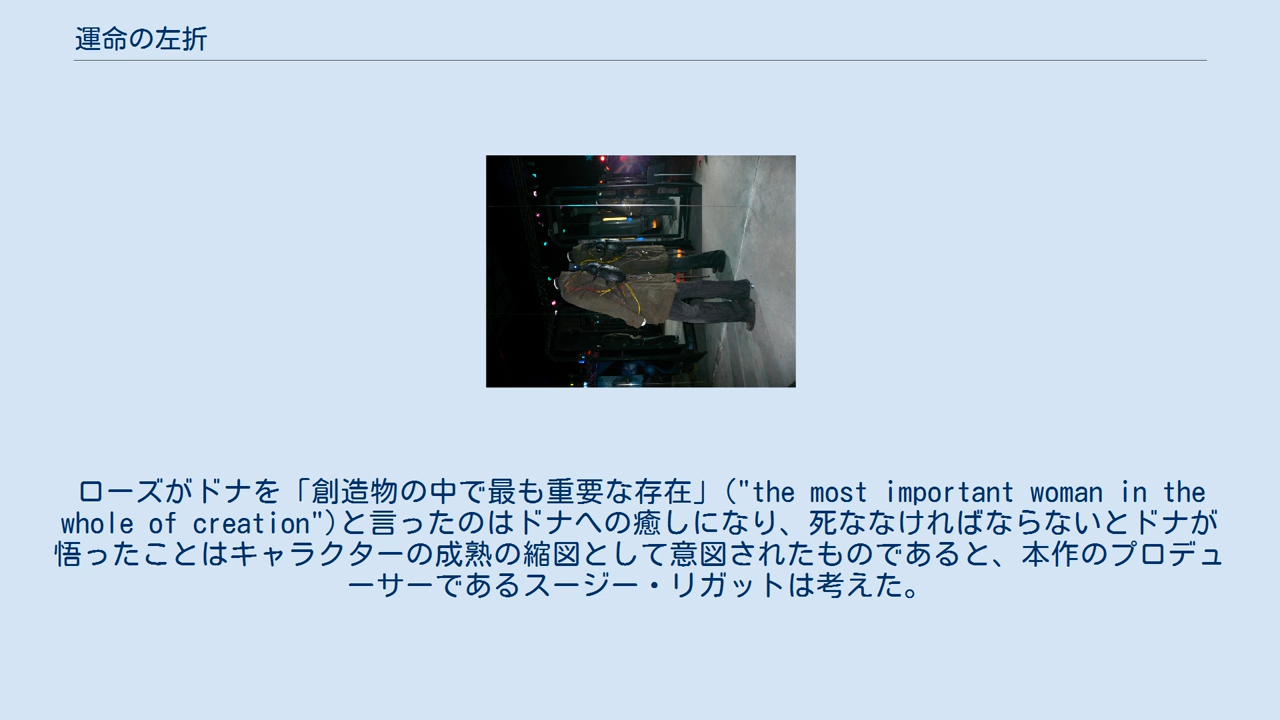 運命の左折
ローズがドナを「創造物の中で最も重要な存在」("the most important woman in the
whole of creation")と言ったのはドナへの癒しになり、死ななければならないとドナが
悟ったことはキャラクターの成熟の縮図として意図されたものであると、本作のプロデュ
ーサーであるスージー・リガットは考えた。